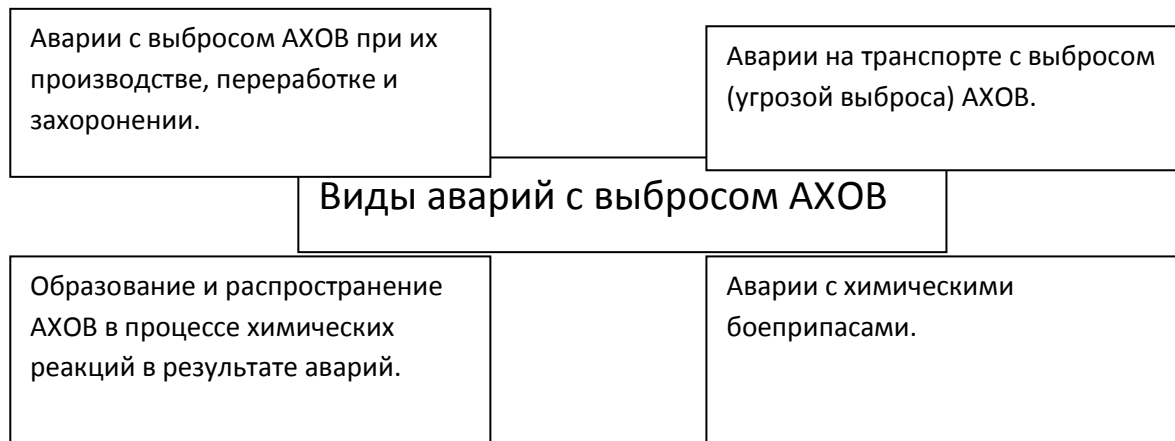 Аварии с выбросом АХОВ при их
производстве, переработке и
захоронении.
Аварии на транспорте с выбросом
(угрозой выброса) АХОВ.
Виды аварий с выбросом АХОВ
Образование и распространение
АХОВ в процессе химических
реакций в результате аварий.
Аварии с химическими
боеприпасами.